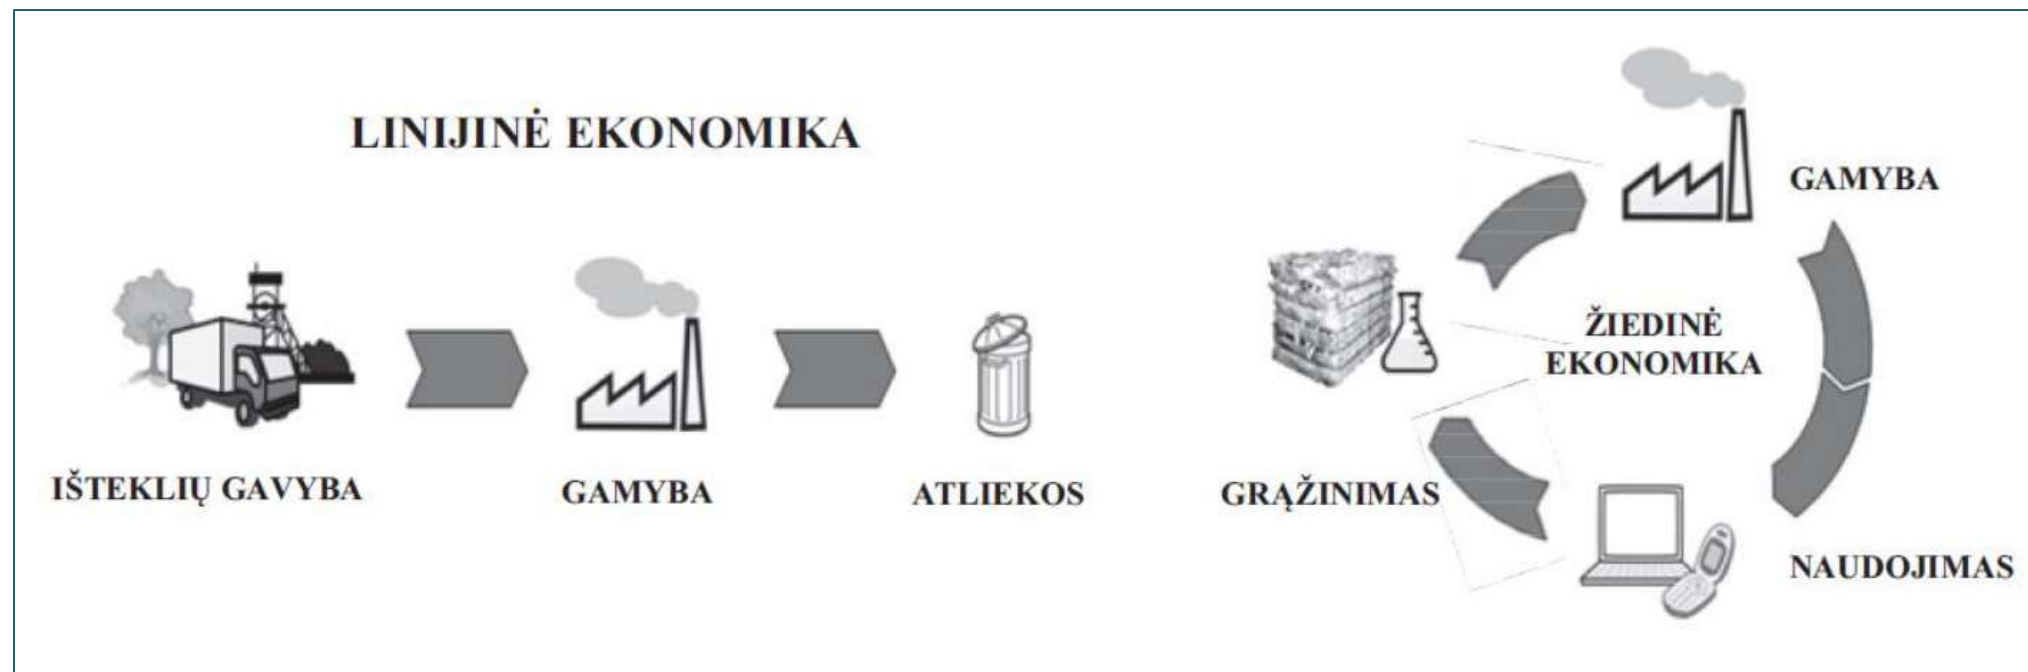 LINIJINĖ EKONOMIKA
IŠTEKLIŲ GAVYBA
GAMYBA
ATLIEKOS
GAMYBA
ŽIEDINĖ
EKONOMIKA
GRĄŽINIMAS
NAUDOJIMAS